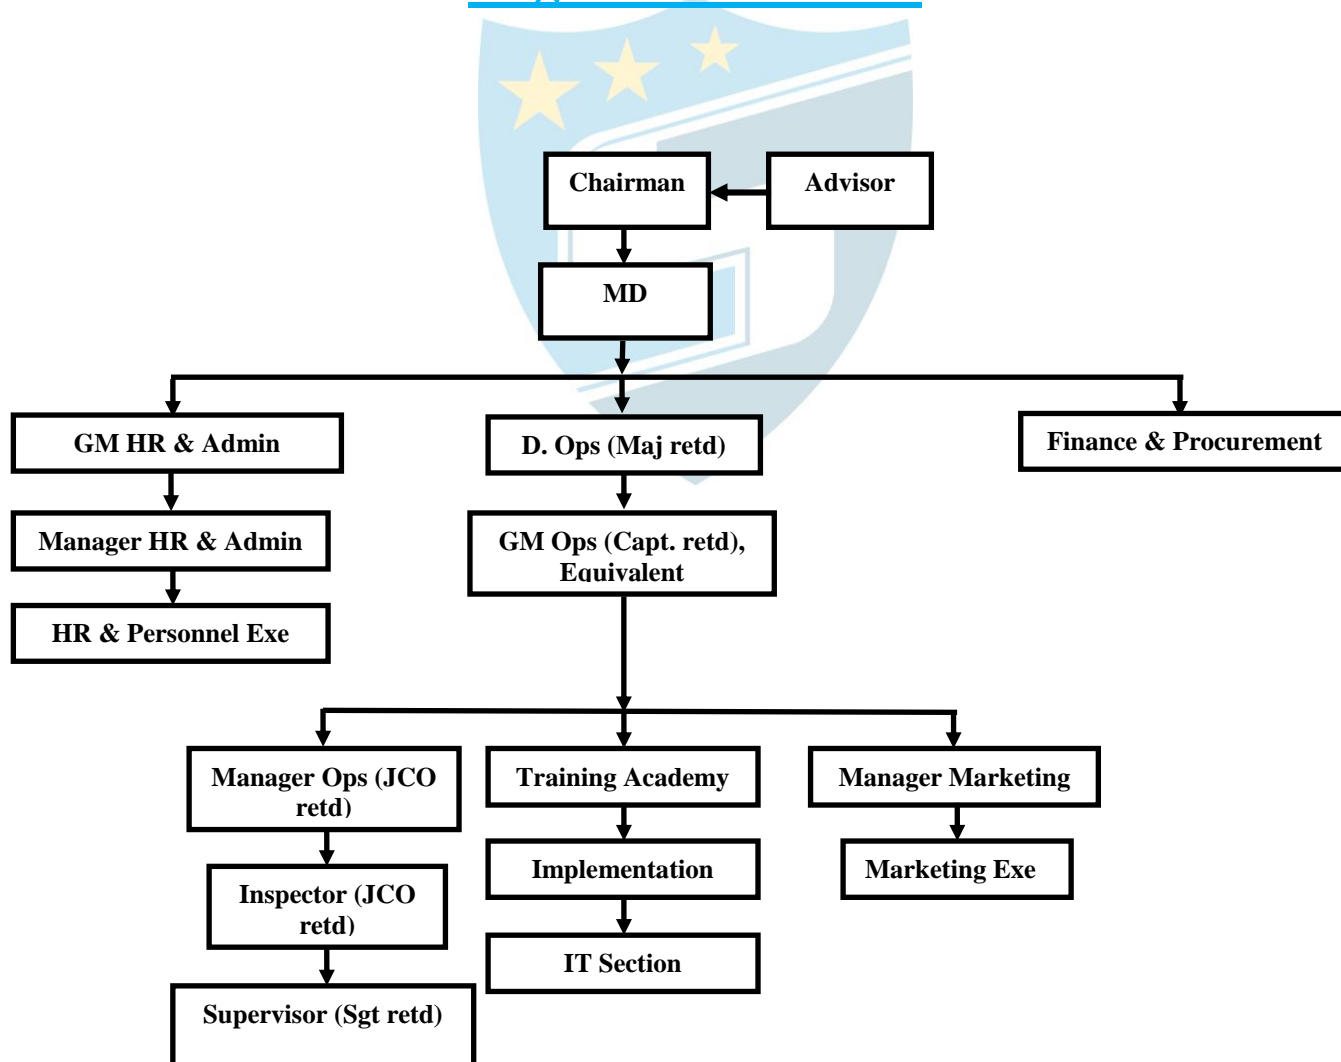 Chairman
Advisor
MD
GM HR & Admin
D. Ops (Maj retd)
Finance & Procurement
Manager HR & Admin
GM Ops (Capt. retd),
Equivalent
HR & Personnel Exe
Manager Ops (JCO
retd)
Training Academy
Manager Marketing
Implementation
Marketing Exe
Inspector (JCO
retd)
IT Section
Supervisor (Sgt retd)